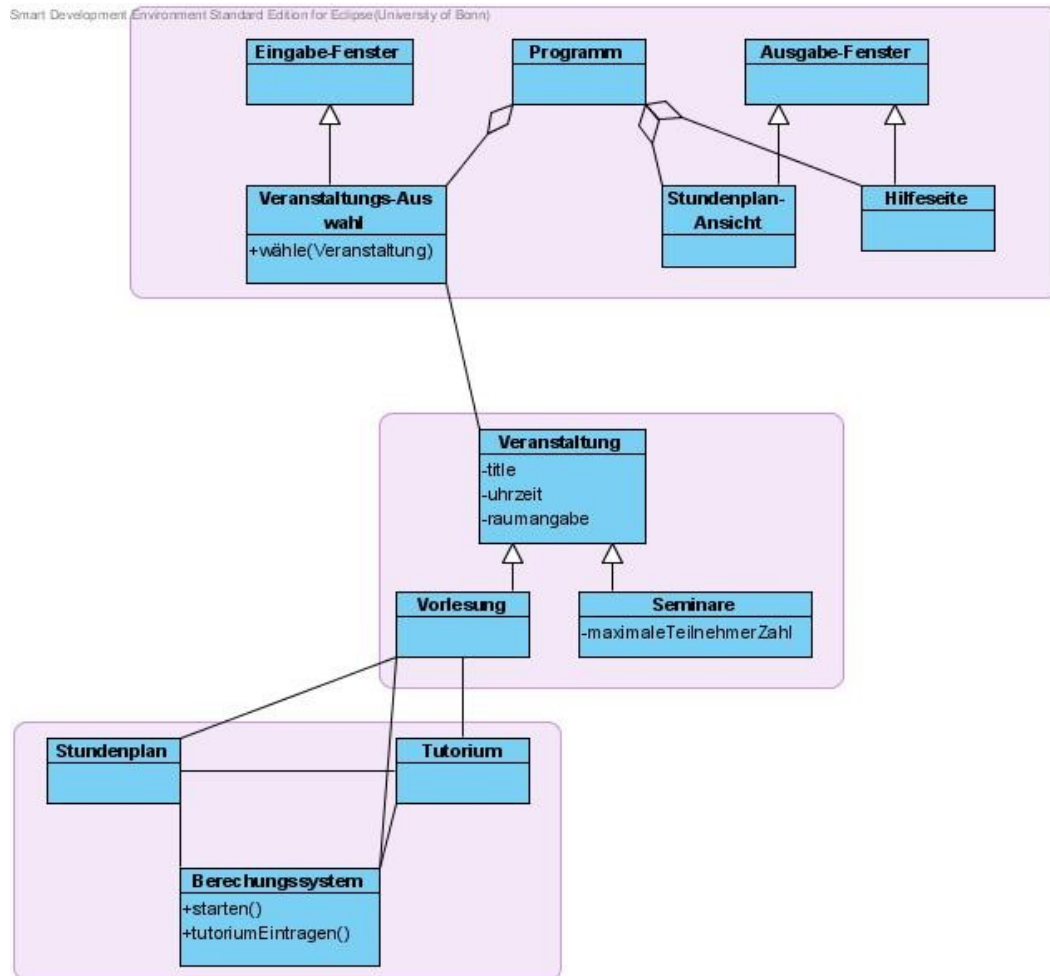 Smart Development Environment Standard Edition for Eclipse(University of Bonn)
Eingabe-Fenster
Programm
Ausgabe-Fenster
Veranstaltungs-Aus
wahl
+wähle(Veranstaltung)
Stundenplan-
Ansicht
Hilfeseite
Veranstaltung
-title
-uhrzeit
-raumangabe
Vorlesung
Seminare
-maximaleTeilnehmerZahl
Stundenplan
Tutorium
Berechungssystem
+starten()
+tutoriumEintragen()